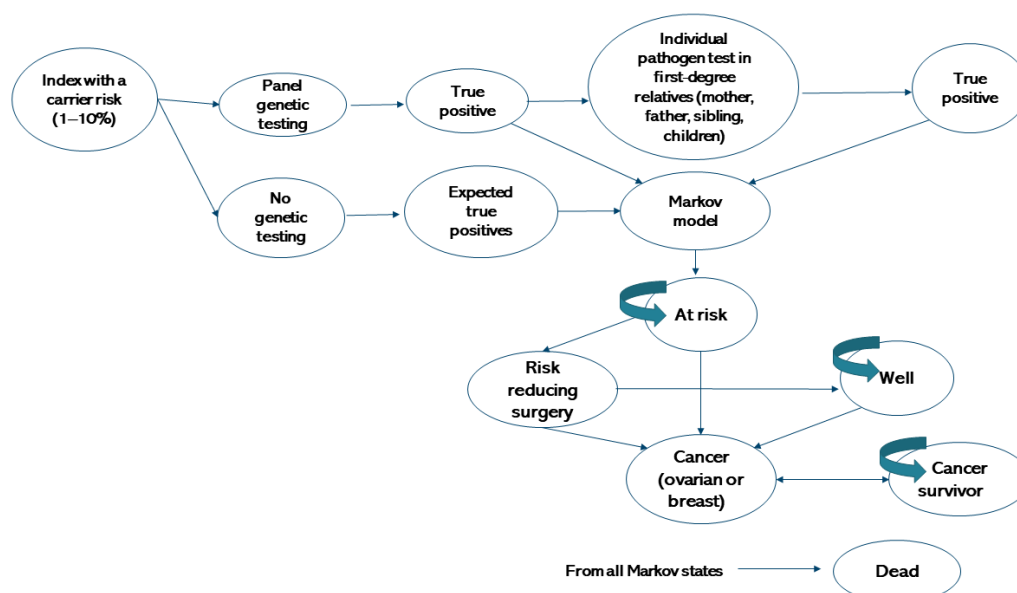 Index with a
carrier risk
(1–10%)
Panel
genetic
testing
True
positive
Individual
pathogen test in
first-degree
relatives (mother,
father, sibling,
children)
True
positive
No
genetic
testing
Expected
true
positives
Markov
model
At risk
Risk
reducing
surgery
Well
Cancer
(ovarian or
breast)
Cancer
survivor
From all Markov states
Dead